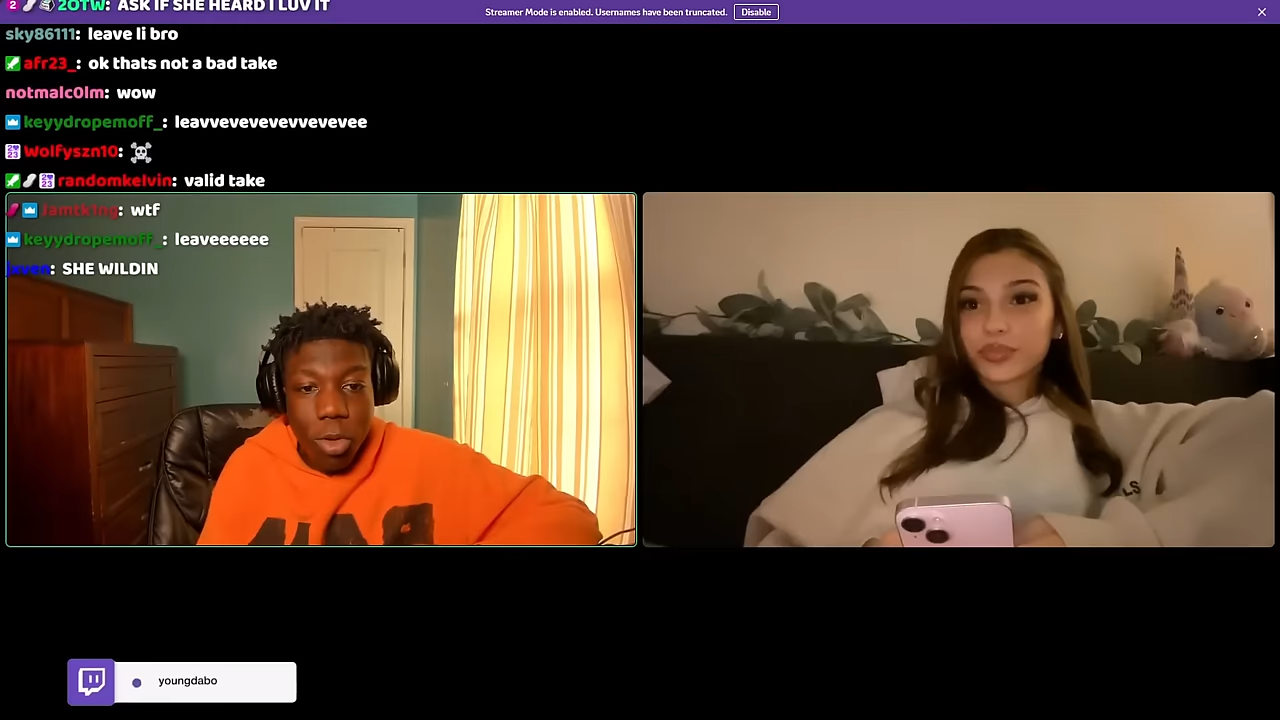 2OTW: ASK IF SHE HEARD I LUV IT
Streamer Mode is enabled. Usernames have been truncated. Disable
sky86111: leave li bro
afr23_: ok thats not a bad take
notmalc0lm: wow
keyydropemoff_: leavvevevevevvevevee
Wolfyszn10:
randomkelvin: valid take
Jamtk1ng: wtf
keyydropemoff_: leaveeeeee
SHE WILDIN
LS
youngdabo